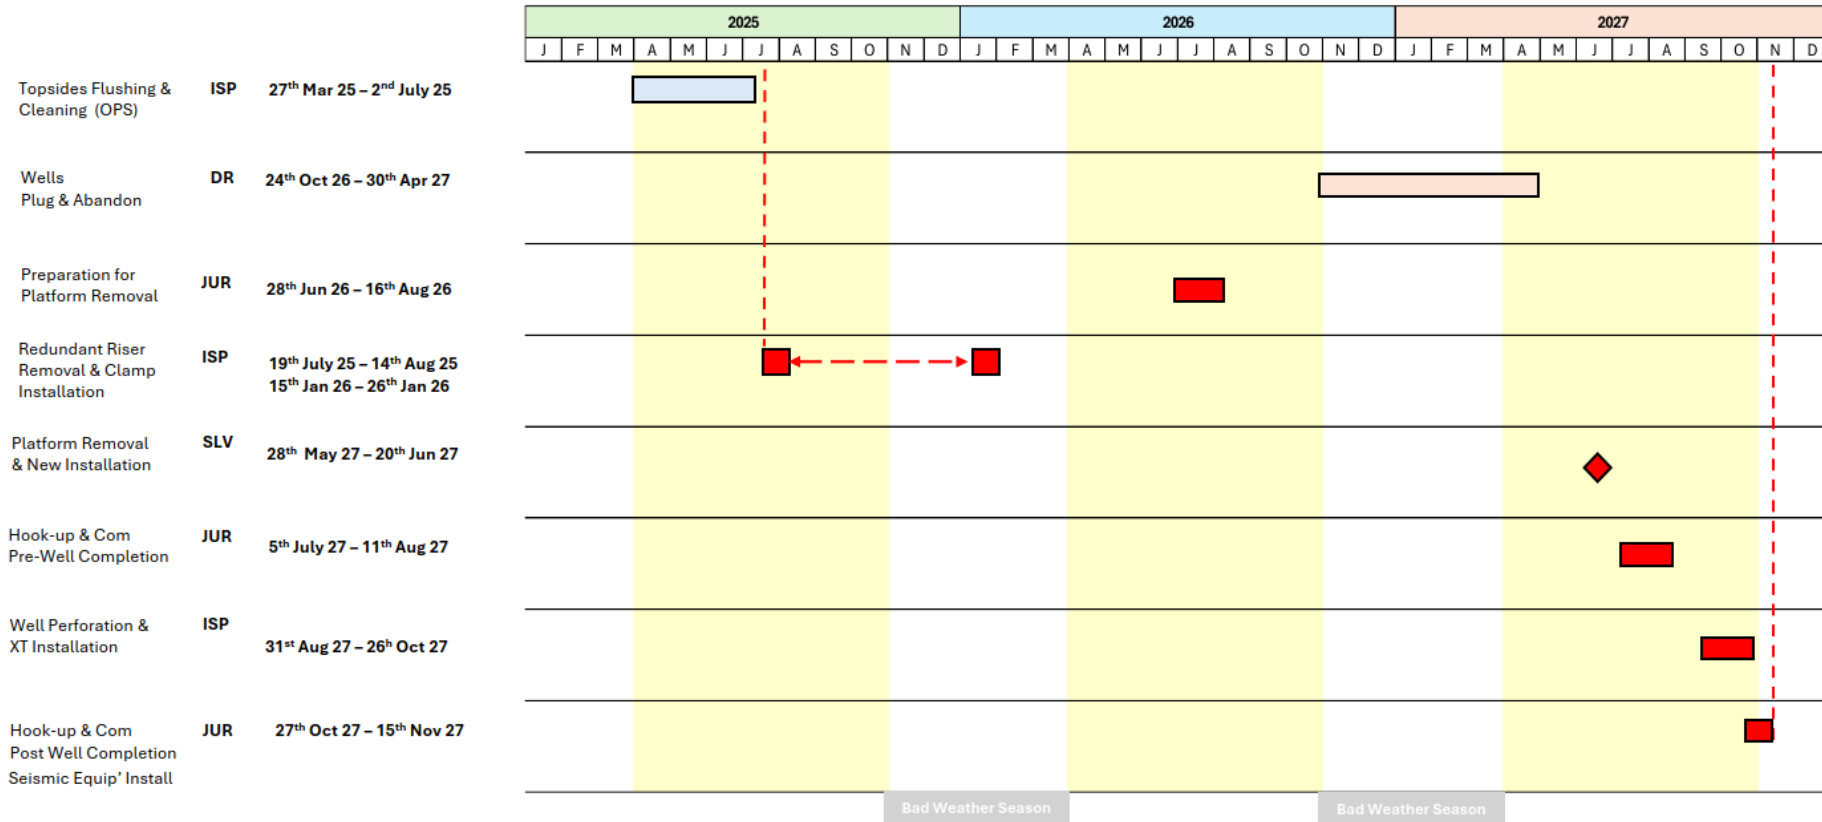 2025 2026 2027
J F M A M J J A S O N D J F M A M J J A S O N D J F M A M J J A S O N D
Topsides Flushing & ISP 27th Mar 25 – 2nd July 25
Cleaning (OPS)
Wells DR 24th Oct 26 – 30th Apr 27
Plug & Abandon
Preparation for JUR 28th Jun 26 – 16th Aug 26
Platform Removal
Redundant Riser ISP 19th July 25 – 14th Aug 25
Removal & Clamp 15th Jan 26 – 26th Jan 26
Installation
Platform Removal SLV 28th May 27 – 20th Jun 27
& New Installation
Hook-up & Com JUR 5th July 27 – 11th Aug 27
Pre-Well Completion
Well Perforation & ISP
XT Installation 31st Aug 27 – 26h Oct 27
Hook-up & Com JUR 27th Oct 27 – 15th Nov 27
Post Well Completion
Seismic Equip’ Install
Bad Weather Season Bad Weather Season